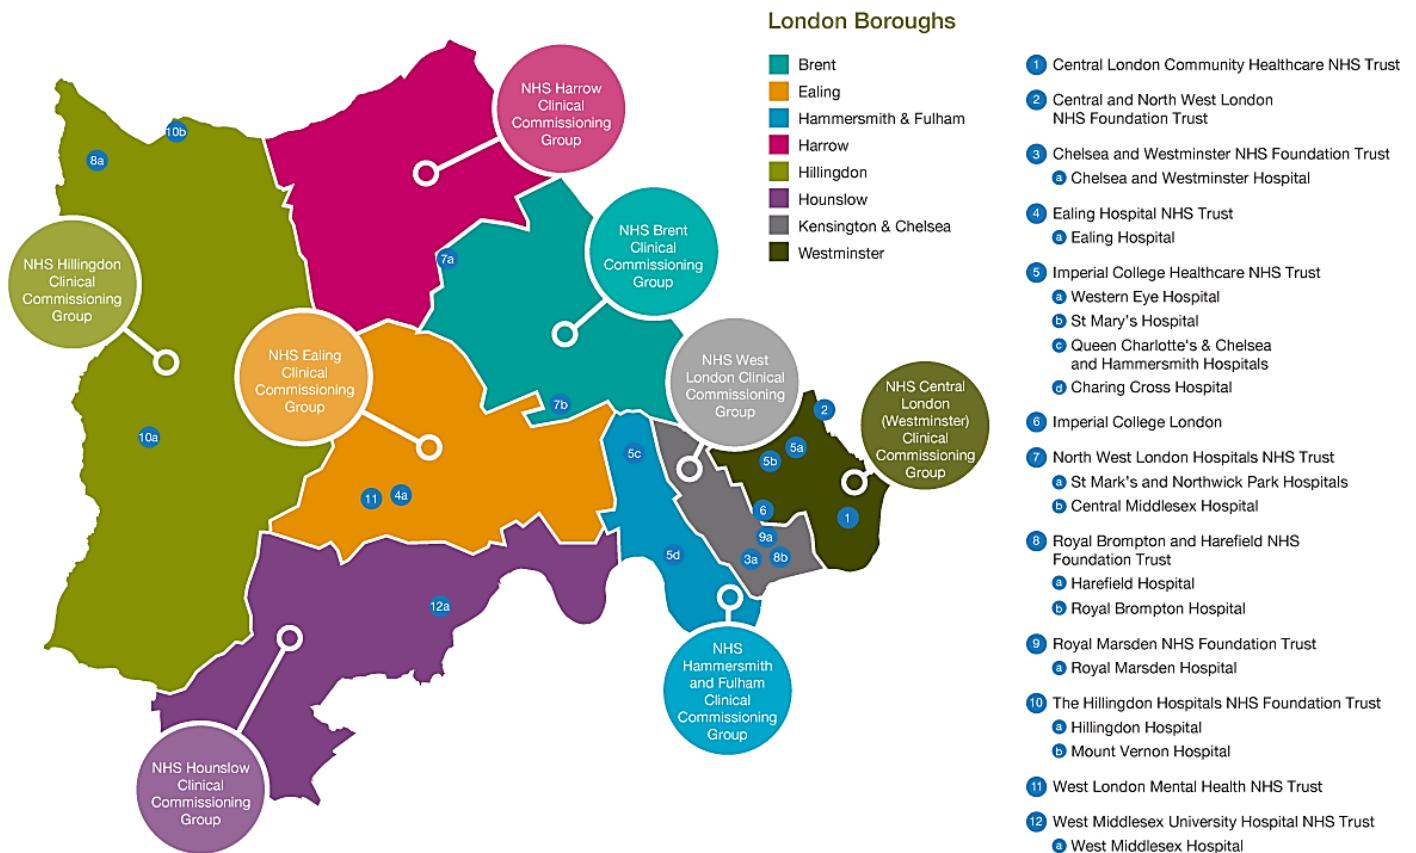 London Boroughs
Brent
Ealing
Hammersmith & Fulham
Harrow
Hillingdon
Hounslow
Kensington & Chelsea
Westminster
NHS Harrow
Clinical
Commissioning
Group
NHS Brent
Clinical
Commissioning
Group
NHS Hillingdon
Clinical
Commissioning
Group
NHS Ealing
Clinical
Commissioning
Group
NHS West
London Clinical
Commissioning
Group
NHS Central
London
(Westminster)
Clinical
Commissioning
Group
NHS
Hammersmith
and Fulham
Clinical
Commissioning
Group
NHS Hounslow
Clinical
Commissioning
Group
10b
8a
7a
10a
7b
2
5c
5a
5b
11
4a
6
1
9a
3a
8b
5d
12a
1 Central London Community Healthcare NHS Trust
2 Central and North West London
NHS Foundation Trust
3 Chelsea and Westminster NHS Foundation Trust
a Chelsea and Westminster Hospital
4 Ealing Hospital NHS Trust
a Ealing Hospital
5 Imperial College Healthcare NHS Trust
a Western Eye Hospital
b St Mary's Hospital
c Queen Charlotte's & Chelsea
and Hammersmith Hospitals
d Charing Cross Hospital
6 Imperial College London
7 North West London Hospitals NHS Trust
a St Mark's and Northwick Park Hospitals
b Central Middlesex Hospital
8 Royal Brompton and Harefield NHS
Foundation Trust
a Harefield Hospital
b Royal Brompton Hospital
9 Royal Marsden NHS Foundation Trust
a Royal Marsden Hospital
10 The Hillingdon Hospitals NHS Foundation Trust
a Hillingdon Hospital
b Mount Vernon Hospital
11 West London Mental Health NHS Trust
12 West Middlesex University Hospital NHS Trust
a West Middlesex Hospital